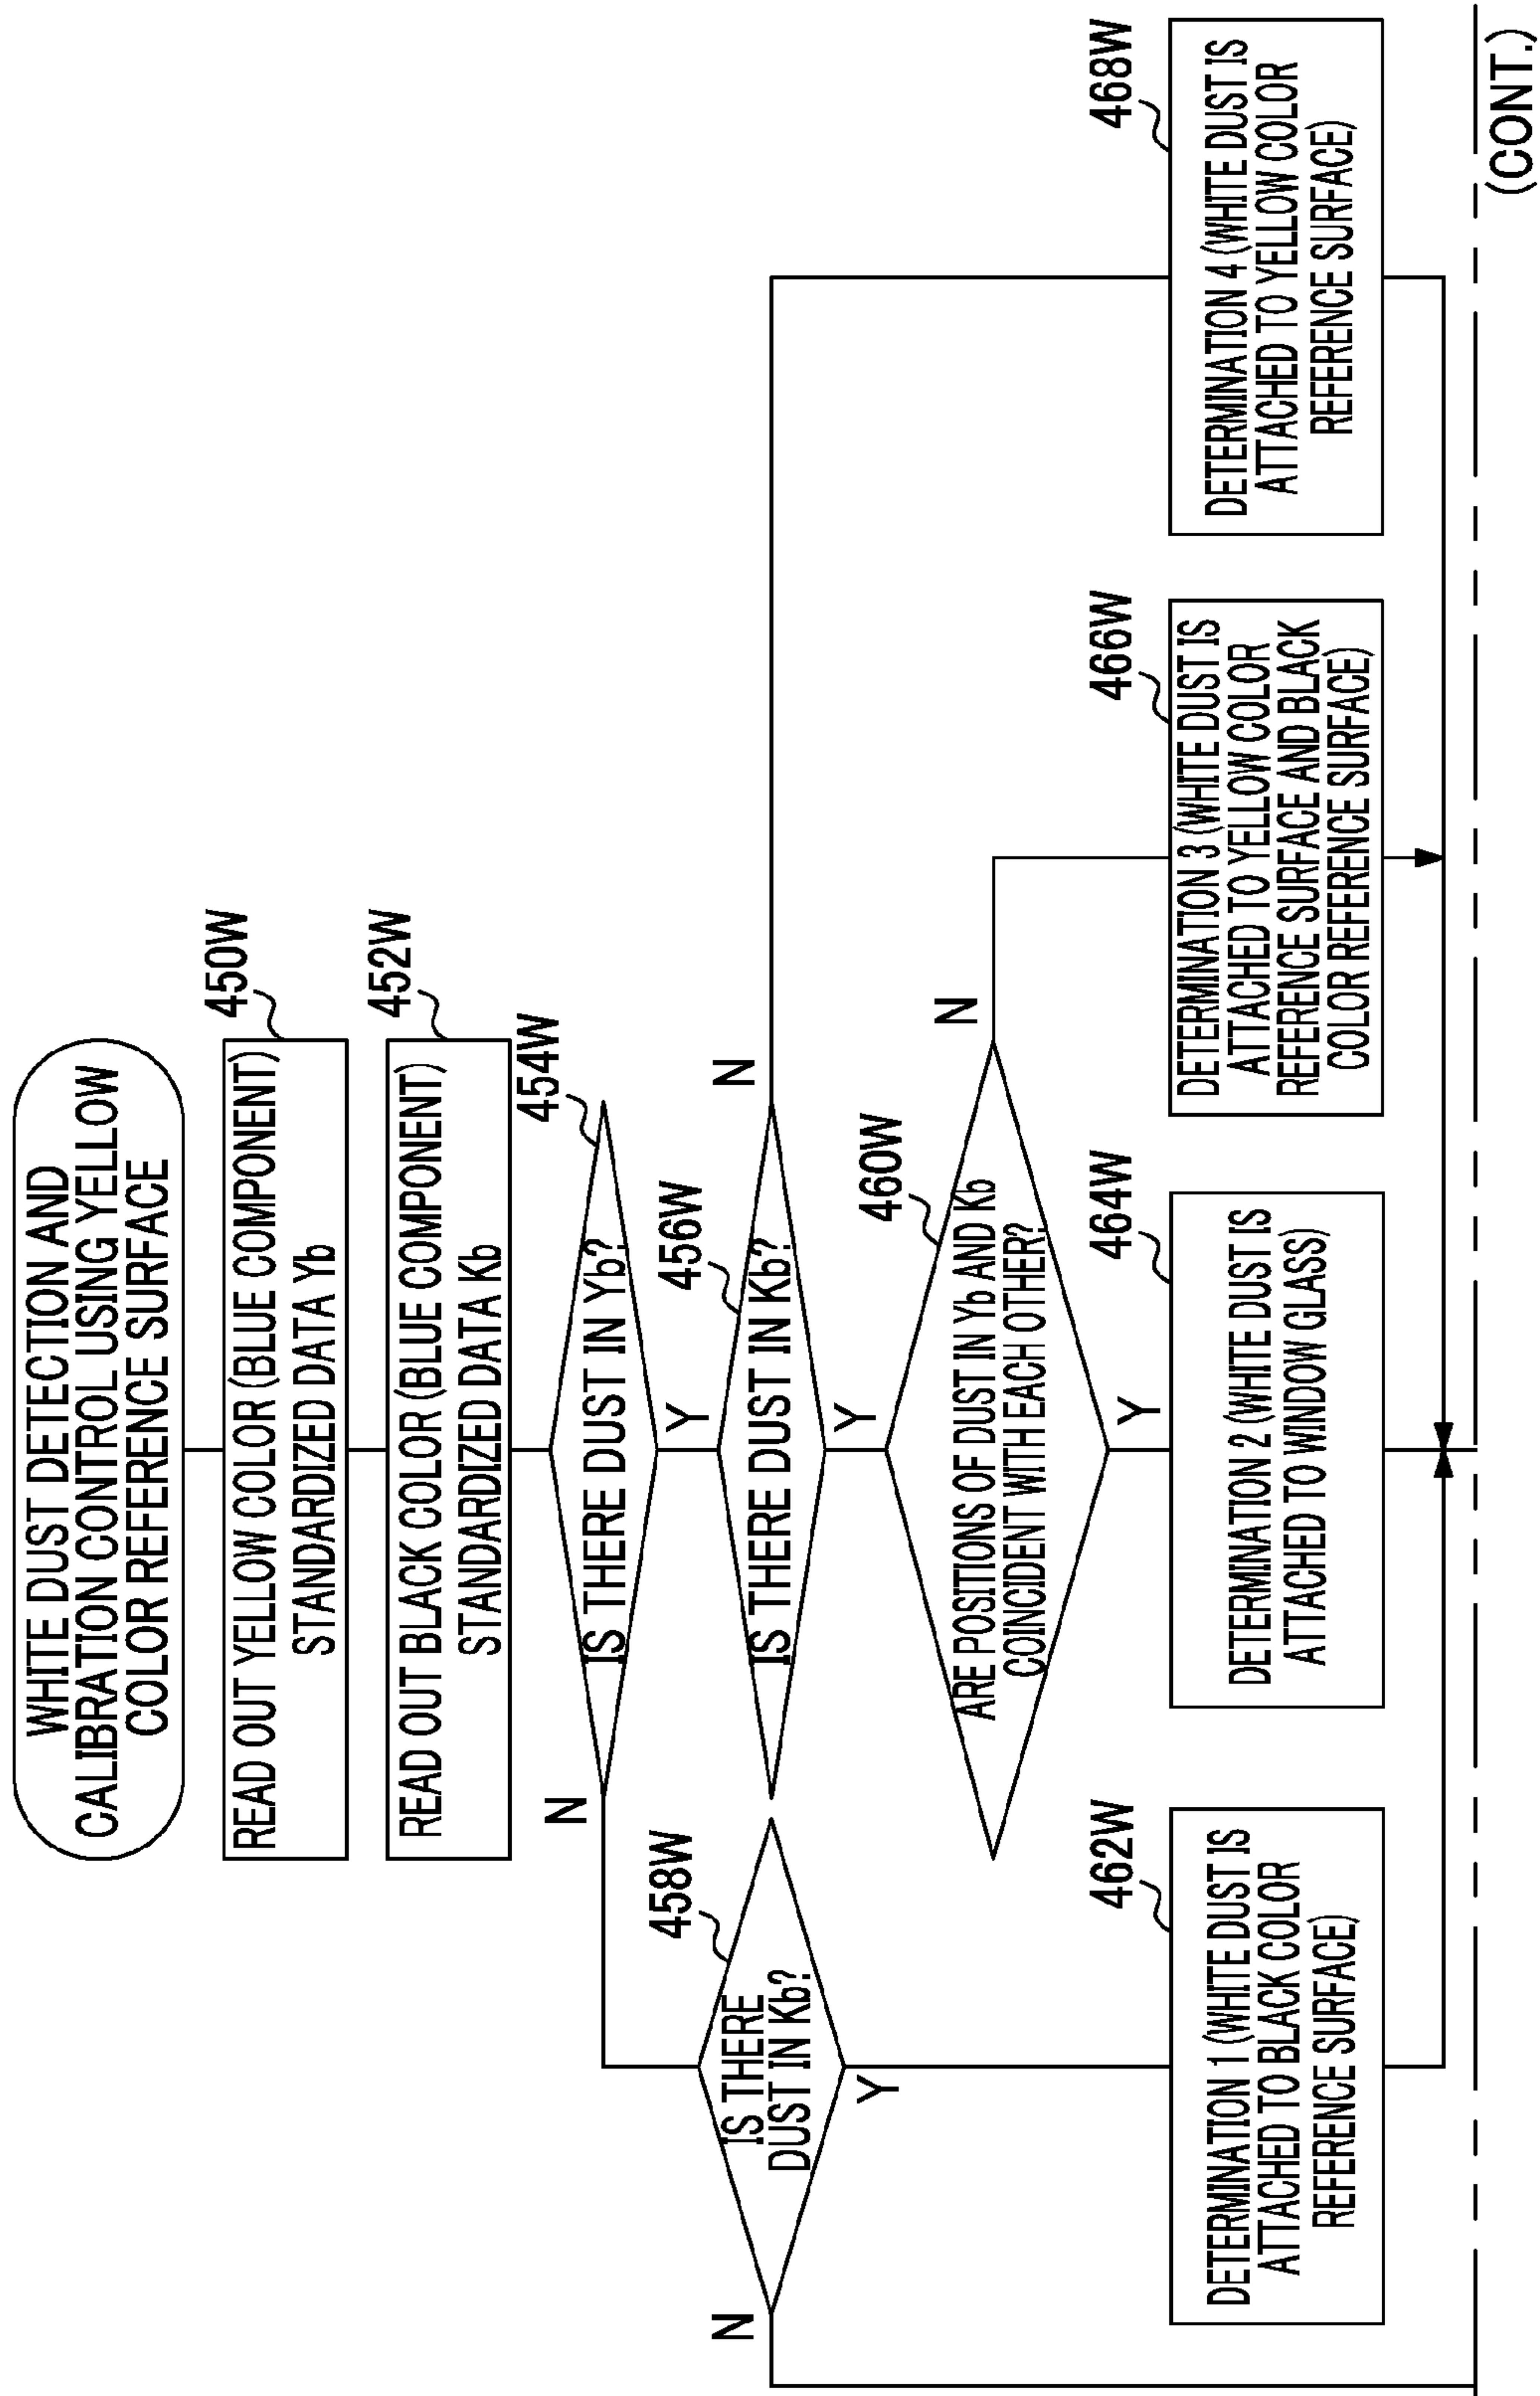 WHITE DUST DETECTION AND
CALIBRATION CONTROL USING YELLOW
COLOR REFERENCE SURFACE
450W
READ OUT YELLOW COLOR (BLUE COMPONENT)
STANDARDIZED DATA Yb
452W
READ OUT BLACK COLOR (BLUE COMPONENT)
STANDARDIZED DATA Kb
454W
IS THERE DUST IN Yb?
N
Y
456W
IS THERE DUST IN Kb?
N
Y
458W
IS THERE
DUST IN Kb?
N
Y
460W
ARE POSITIONS OF DUST IN Yb AND Kb
COINCIDENT WITH EACH OTHER?
N
Y
462W
DETERMINATION 1 (WHITE DUST IS
ATTACHED TO BLACK COLOR
REFERENCE SURFACE)
464W
DETERMINATION 2 (WHITE DUST IS
ATTACHED TO WINDOW GLASS)
466W
DETERMINATION 3 (WHITE DUST IS
ATTACHED TO YELLOW COLOR
REFERENCE SURFACE AND BLACK
COLOR REFERENCE SURFACE)
468W
DETERMINATION 4 (WHITE DUST IS
ATTACHED TO YELLOW COLOR
REFERENCE SURFACE)
(CONT.)